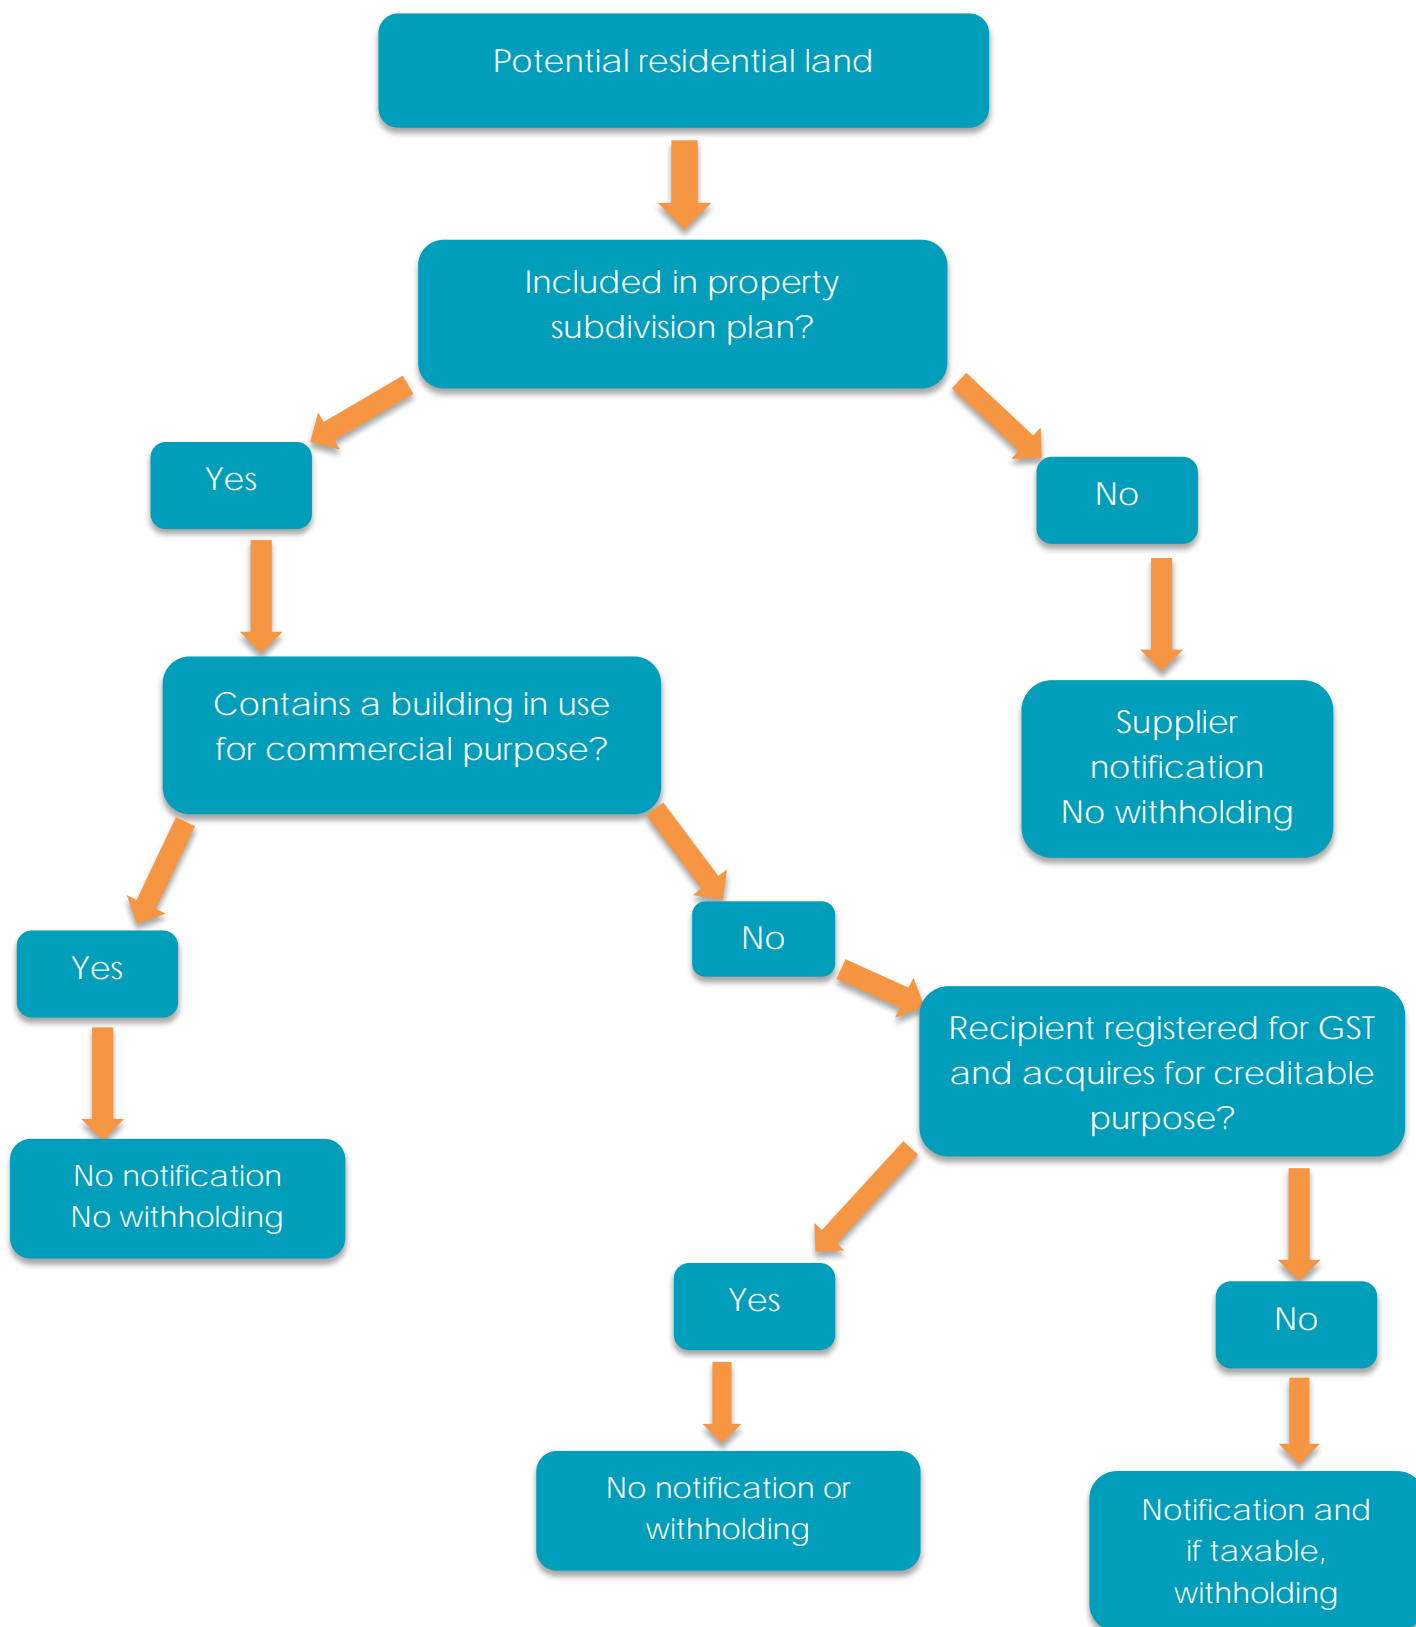 Potential residential land
Included in property
subdivision plan?
Yes
No
Contains a building in use
for commercial purpose?
Supplier
notification
No withholding
Yes
No
Recipient registered for GST
and acquires for creditable
purpose?
No notification
No withholding
Yes
No
No notification or
withholding
Notification and
if taxable,
withholding